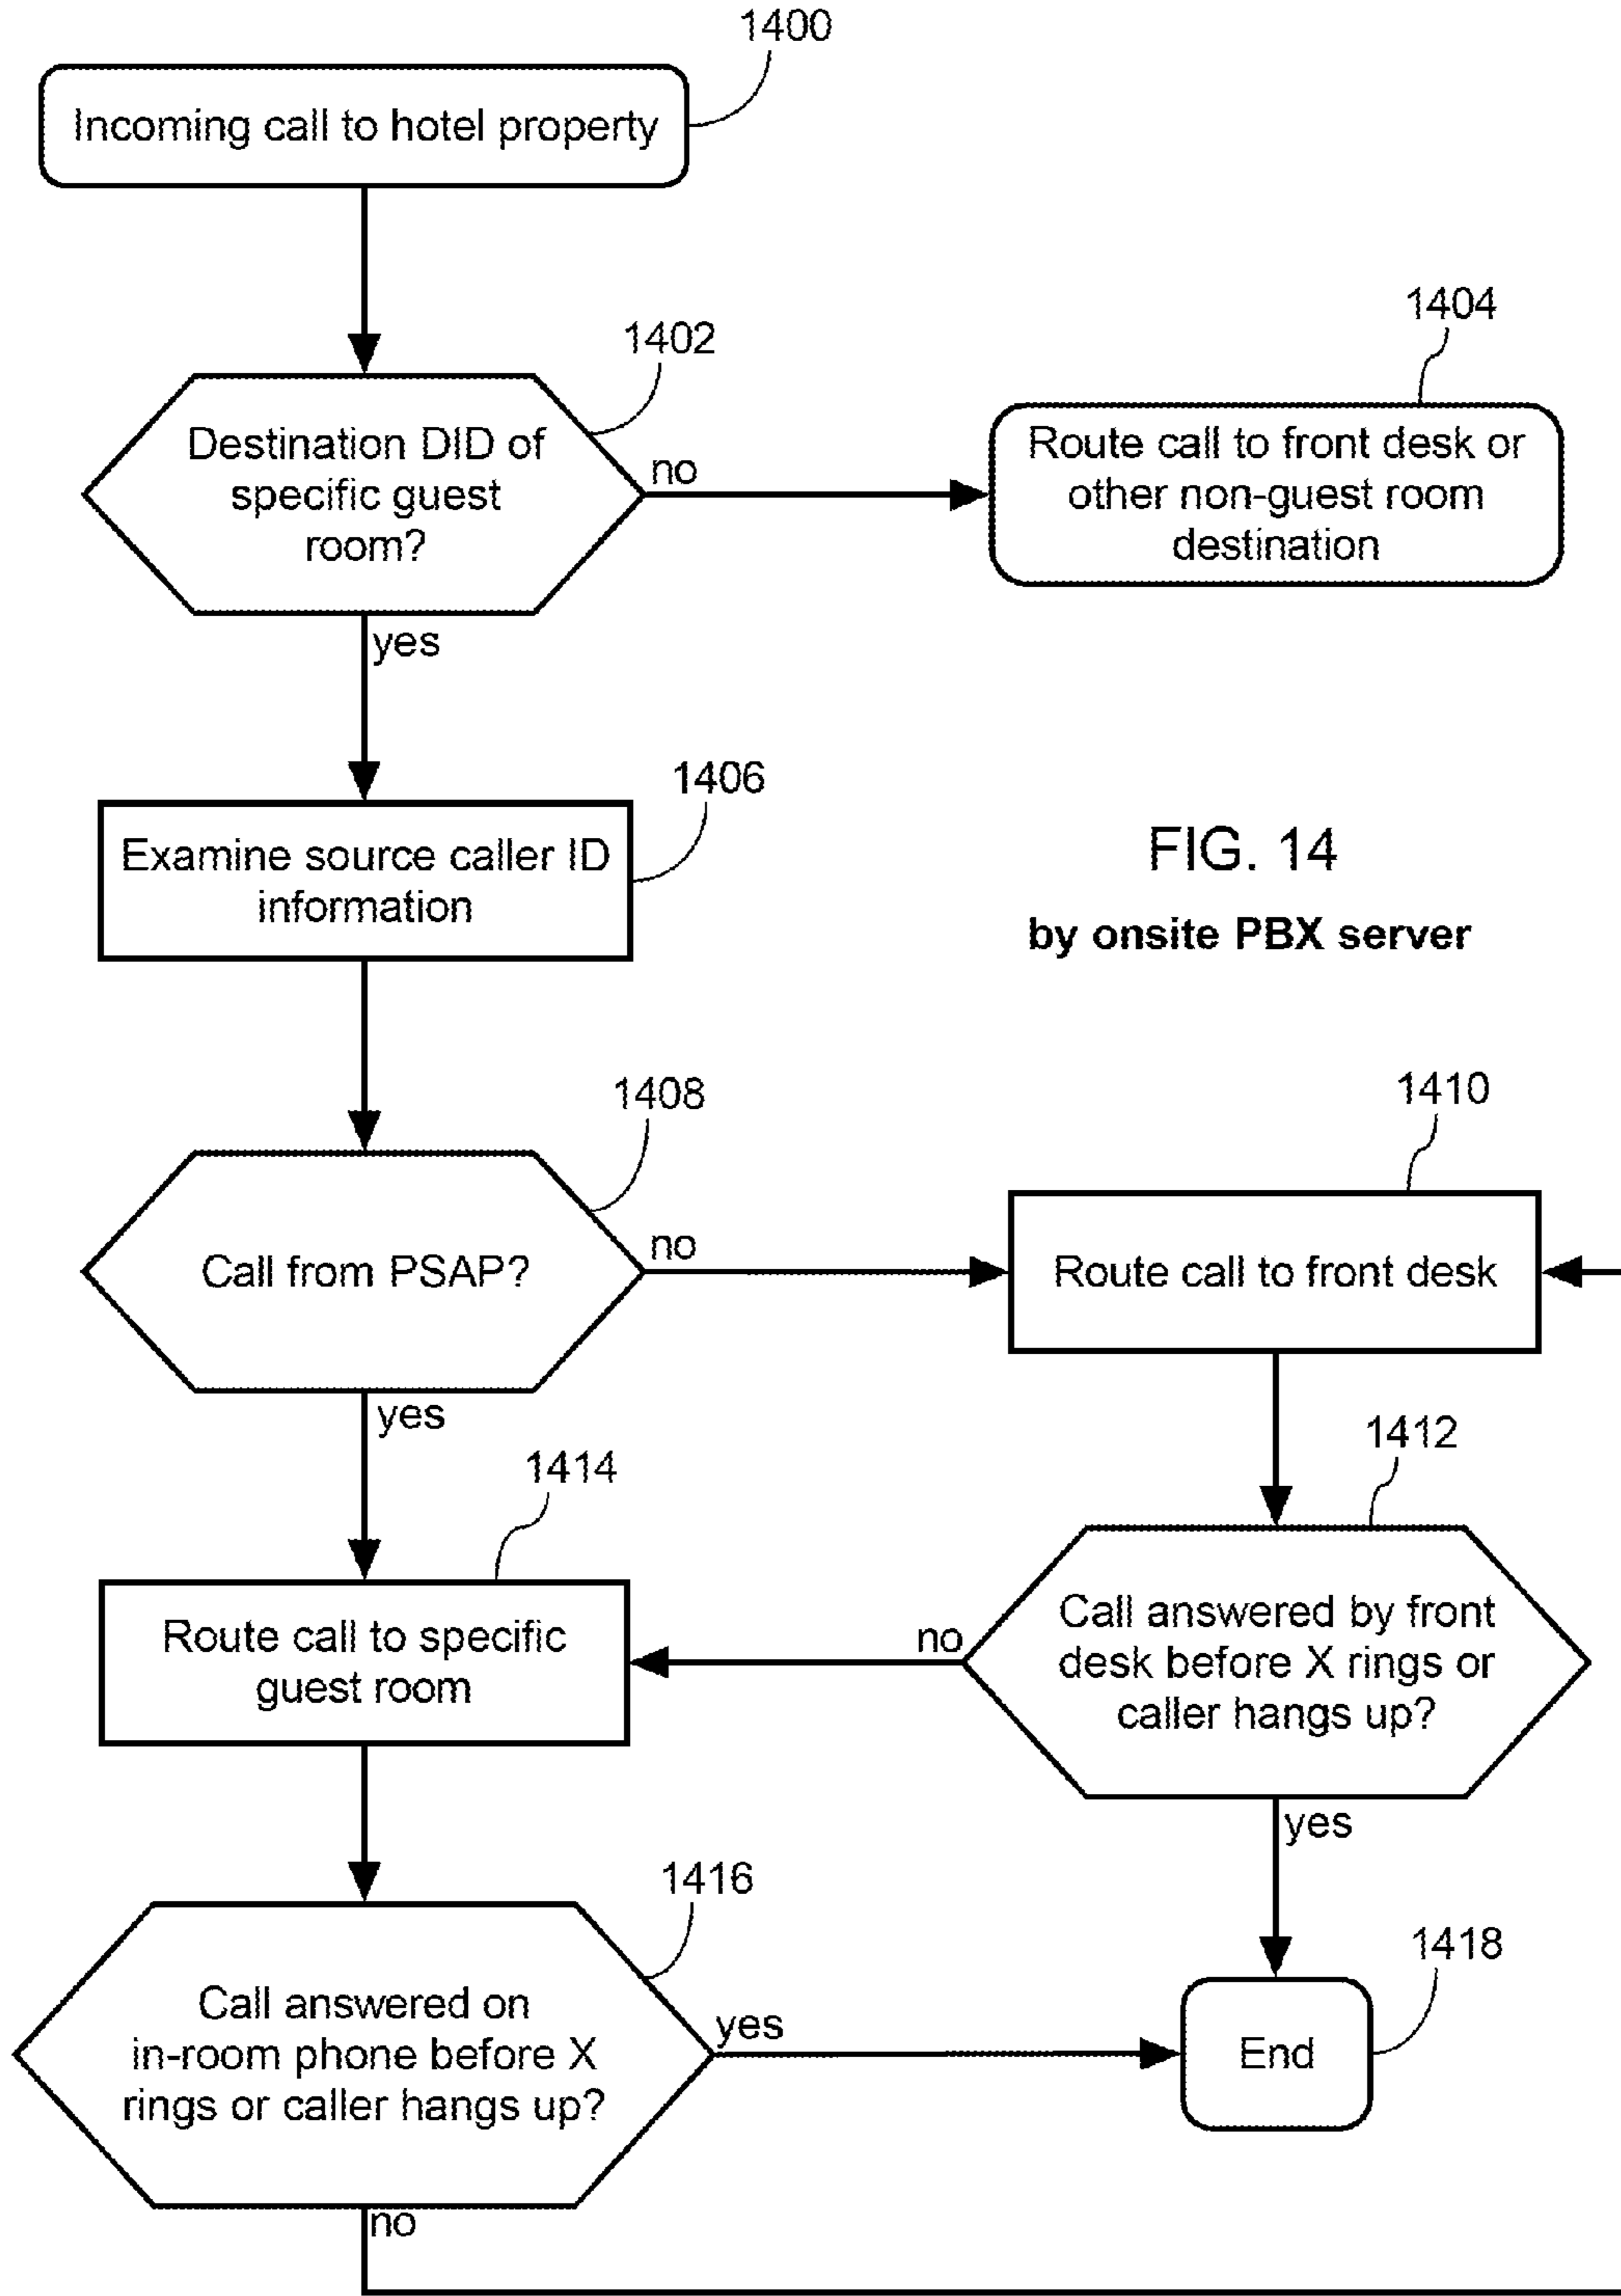 1400
Incoming call to hotel property
1402
Destination DID of
specific guest
room?
no
1404
Route call to front desk or
other non-guest room
destination
yes
1406
Examine source caller ID
information
FIG. 14
by onsite PBX server
1408
Call from PSAP?
no
1410
Route call to front desk
yes
1412
Call answered by front
desk before X rings or
caller hangs up?
no
1414
Route call to specific
guest room
yes
1416
Call answered on
in-room phone before X
rings or caller hangs up?
yes
1418
End
no